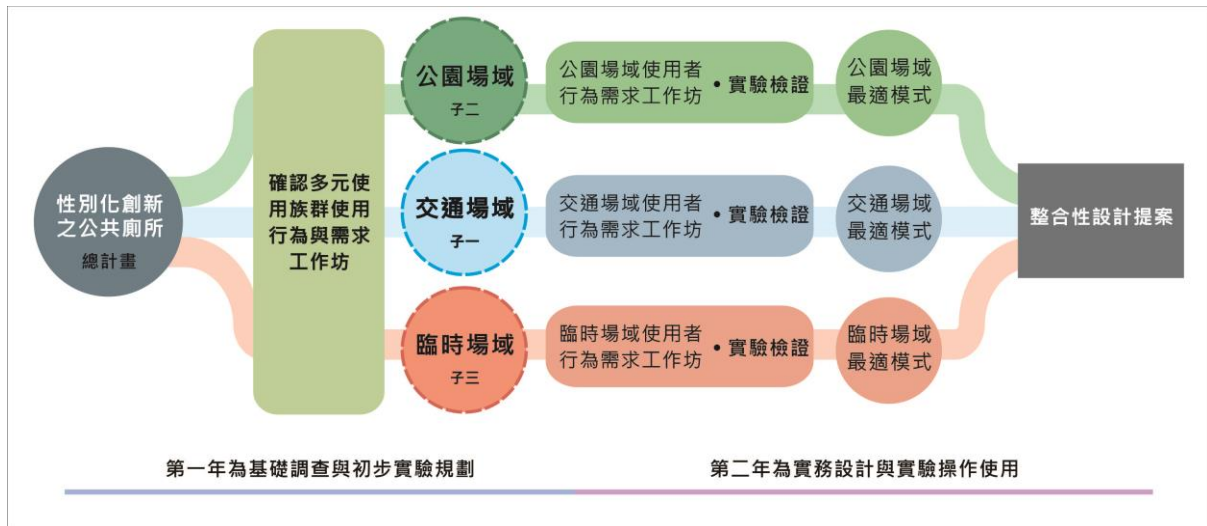 性別化創新
之公共廁所
總計畫
確認多元使
用族群使用
行為與需求
工作坊
公園場域
子二
公園場域使用者
行為需求工作坊
•實驗檢證
公園場域
最適模式
交通場域
子一
交通場域使用者
行為需求工作坊
•實驗檢證
交通場域
最適模式
臨時場域
子三
臨時場域使用者
行為需求工作坊
•實驗檢證
臨時場域
最適模式
整合性設計提案
第一年為基礎調查與初步實驗規劃
第二年為實務設計與實驗操作使用